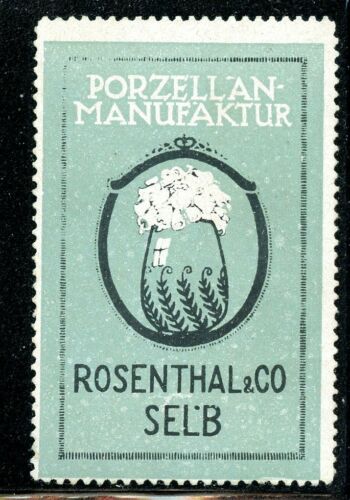 PORZELLAN-
MANUFAKTUR
ROSENTHAL & CO
SELB